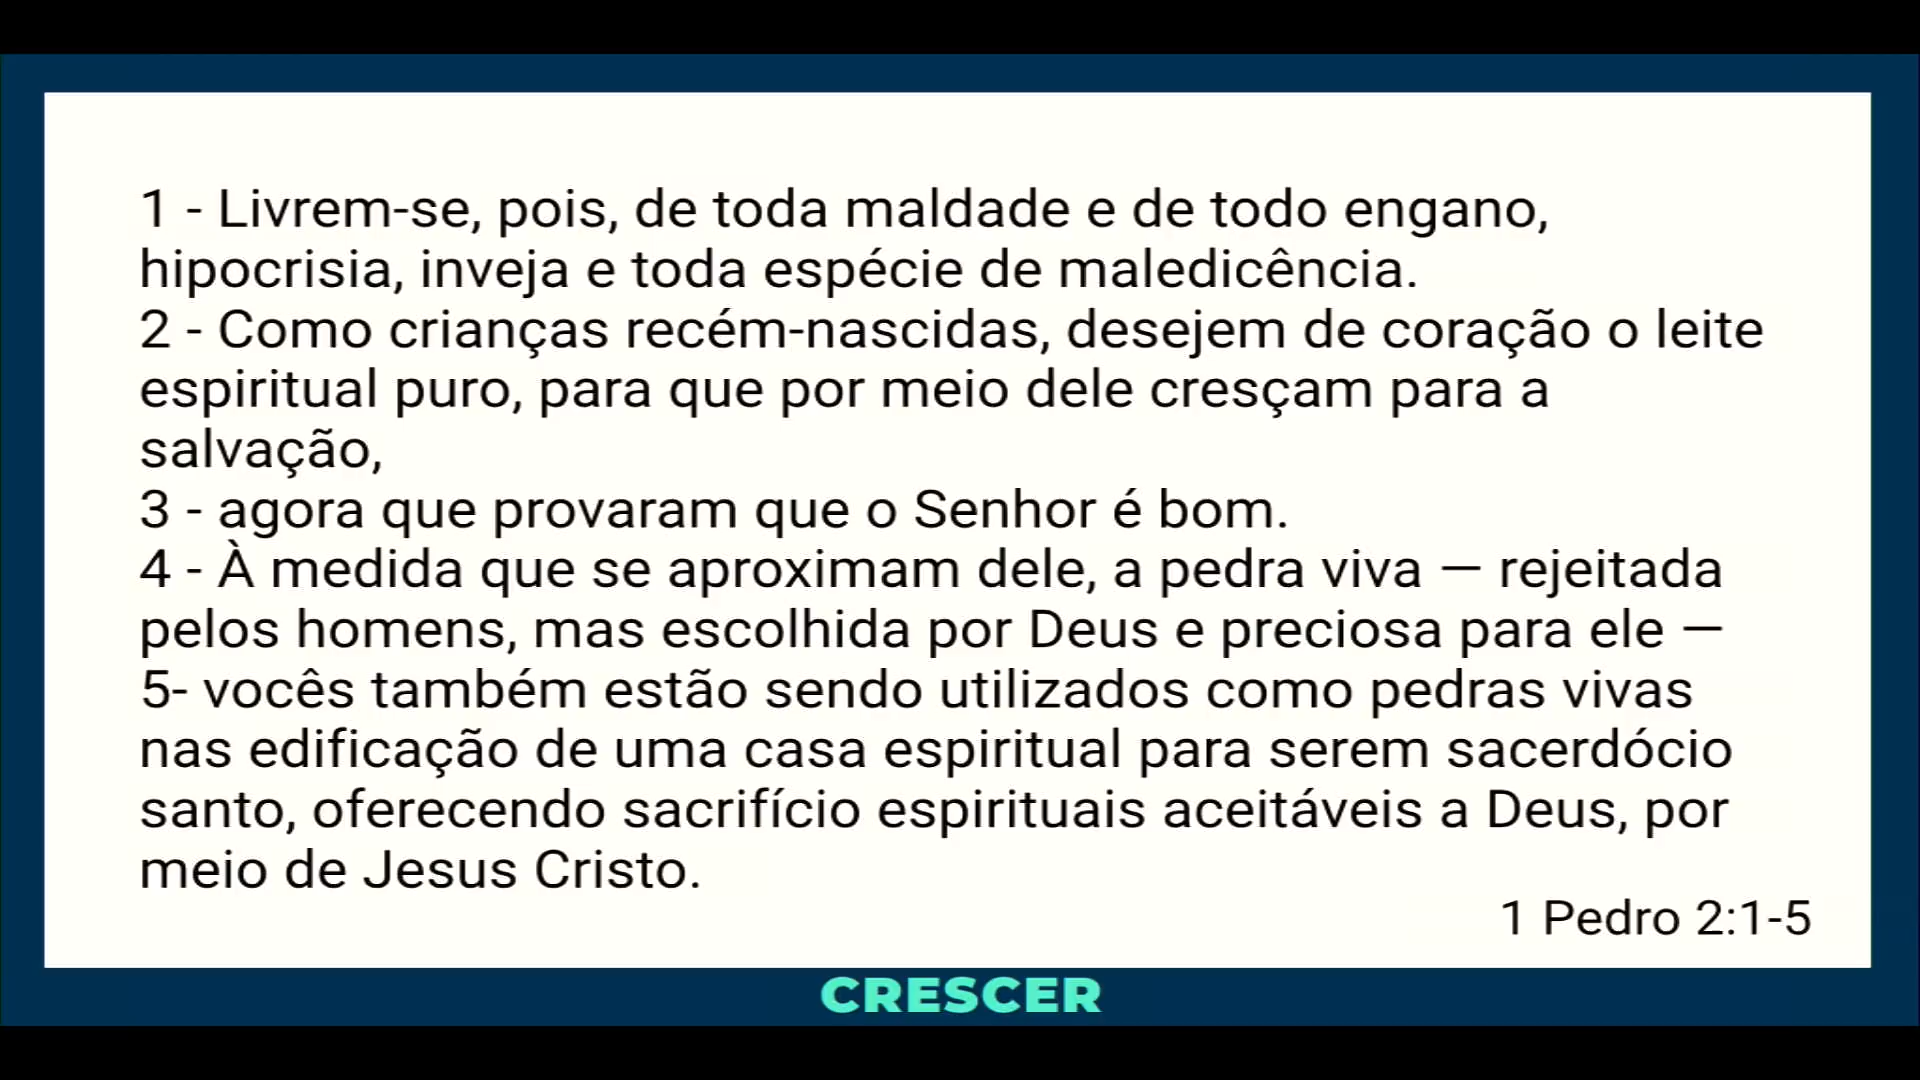 1 - Livrem-se, pois, de toda maldade e de todo engano,
hipocrisia, inveja e toda espécie de maledicência.
2 - Como crianças recém-nascidas, desejem de coração o leite
espiritual puro, para que por meio dele cresçam para a
salvação,
3 - agora que provaram que o Senhor é bom.
4 - À medida que se aproximam dele, a pedra viva — rejeitada
pelos homens, mas escolhida por Deus e preciosa para ele —
5- vocês também estão sendo utilizados como pedras vivas
nas edificação de uma casa espiritual para serem sacerdócio
santo, oferecendo sacrifício espirituais aceitáveis a Deus, por
meio de Jesus Cristo.
1 Pedro 2:1-5
CRESCER